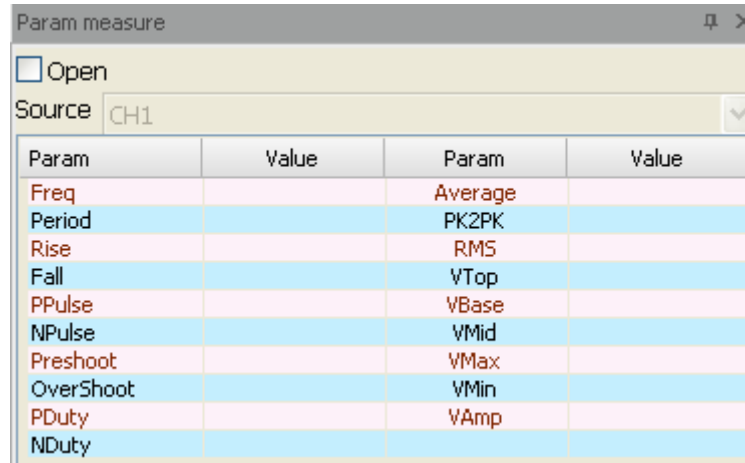 Param measure
Open
Source CH1
Param Value Param Value
Freq Average
Period PK2PK
Rise RMS
Fall VTop
PPulse VBase
NPulse VMid
Preshoot VMax
OverShoot VMin
PDuty VAmp
NDuty